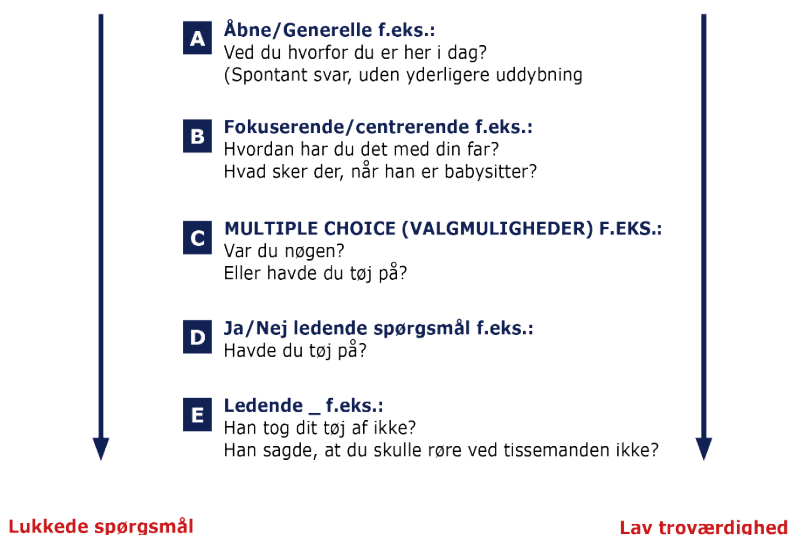 A Åbne/Generelle f.eks.:
Ved du hvorfor du er her i dag?
(Spontant svar, uden yderligere uddybning
B Fokuserende/centrerende f.eks.:
Hvordan har du det med din far?
Hvad sker der, når han er babysitter?
C MULTIPLE CHOICE (VALGMULIGHEDER) F.EKS.:
Var du nøgen?
Eller havde du tøj på?
D Ja/Nej ledende spørgsmål f.eks.:
Havde du tøj på?
E Ledende _ f.eks.:
Han tog dit tøj af ikke?
Han sagde, at du skulle røre ved tissemanden ikke?
Lukkede spørgsmål
Lav troværdighed